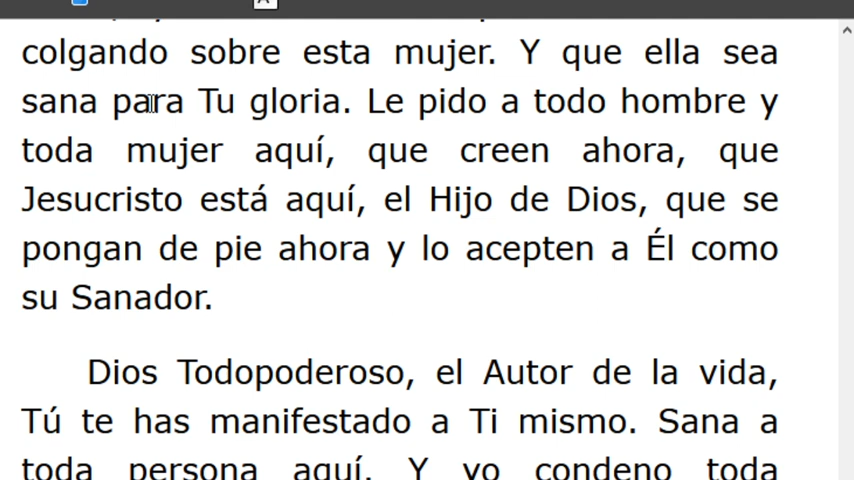 colgando sobre esta mujer. Y que ella sea
sana para Tu gloria. Le pido a todo hombre y
toda mujer aquí, que creen ahora, que
Jesucristo está aquí, el Hijo de Dios, que se
pongan de pie ahora y lo acepten a Él como
su Sanador.
Dios Todopoderoso, el Autor de la vida,
Tú te has manifestado a Ti mismo. Sana a
toda persona aquí. Y yo condeno toda